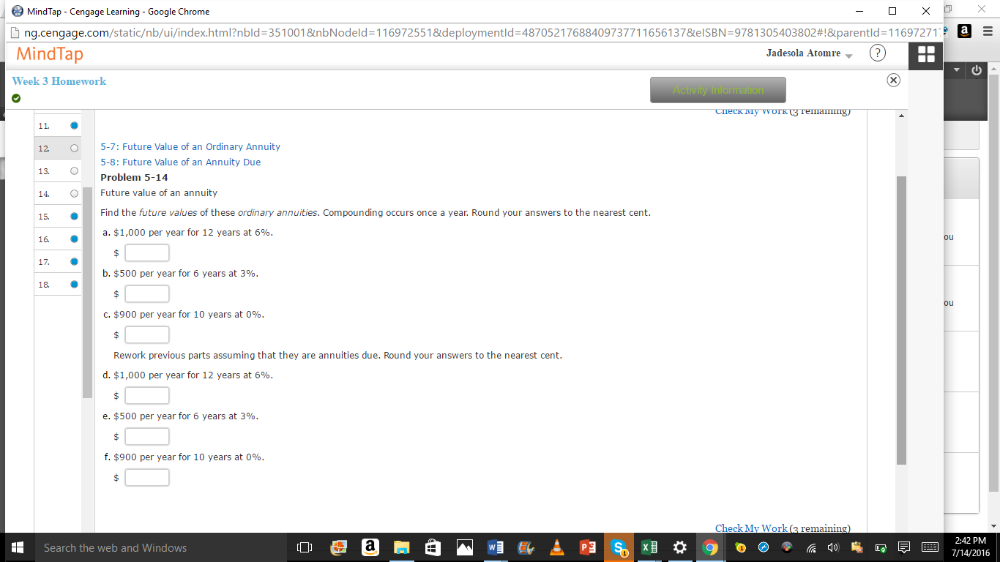 MindTap - Cengage Learning - Google Chrome
ng.cengage.com/static/nb/ui/index.html?nbId=351001&nbNodeId=116972551&deploymentId=48705217688409737711656137&eISBN=9781305403802#!&parentId=11697271
MindTap
Jadesola Atomre
?
Week 3 Homework
Activity Information
Check My Work (3 remaining)
11.
12.
13.
14.
15.
16.
17.
18.
5-7: Future Value of an Ordinary Annuity
5-8: Future Value of an Annuity Due
Problem 5-14
Future value of an annuity
Find the future values of these ordinary annuities. Compounding occurs once a year. Round your answers to the nearest cent.
a. $1,000 per year for 12 years at 6%.
$
b. $500 per year for 6 years at 3%.
$
c. $900 per year for 10 years at 0%.
$
Rework previous parts assuming that they are annuities due. Round your answers to the nearest cent.
d. $1,000 per year for 12 years at 6%.
$
e. $500 per year for 6 years at 3%.
$
f. $900 per year for 10 years at 0%.
$
Check My Work (3 remaining)
ou
ou
Search the web and Windows
2:42 PM
7/14/2016